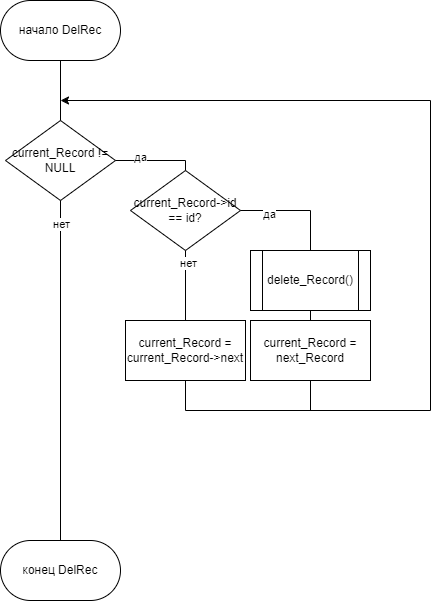 начало DelRec
current_Record !=
NULL
да
current_Record->id
== id?
да
нет
нет
delete_Record()
current_Record =
current_Record->next
current_Record =
next_Record
конец DelRec